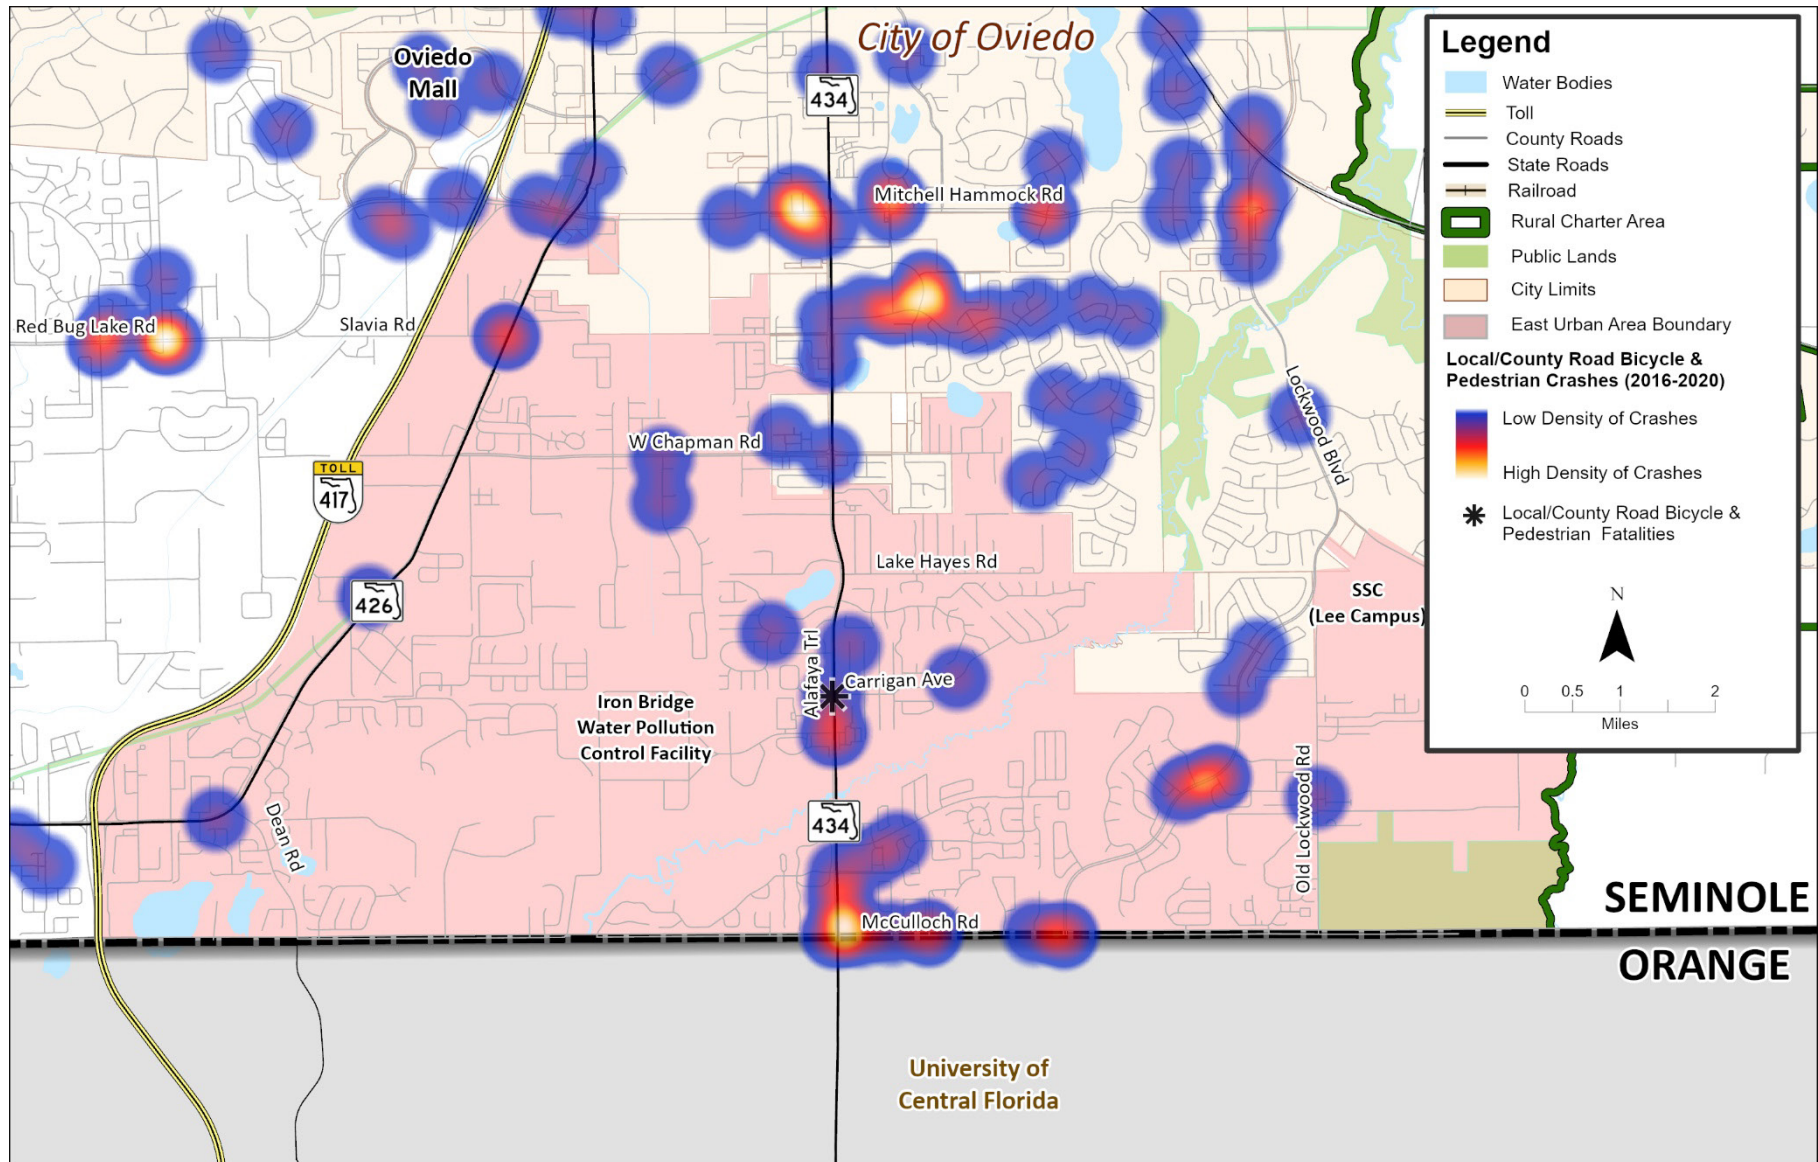 City of Oviedo
Oviedo
Mall
434
Mitchell Hammock Rd
Red Bug Lake Rd
Slavia Rd
Lockwood Blvd
W Chapman Rd
TOLL
417
Lake Hayes Rd
426
SSC
(Lee Campus)
Alafaya Trl
Carrigan Ave
Iron Bridge
Water Pollution
Control Facility
Old Lockwood Rd
Dean Rd
434
McCulloch Rd
SEMINOLE
ORANGE
University of
Central Florida
Legend
Water Bodies
Toll
County Roads
State Roads
Railroad
Rural Charter Area
Public Lands
City Limits
East Urban Area Boundary
Local/County Road Bicycle &
Pedestrian Crashes (2016-2020)
Low Density of Crashes
High Density of Crashes
Local/County Road Bicycle &
Pedestrian Fatalities
N
0 0.5 1 2
Miles